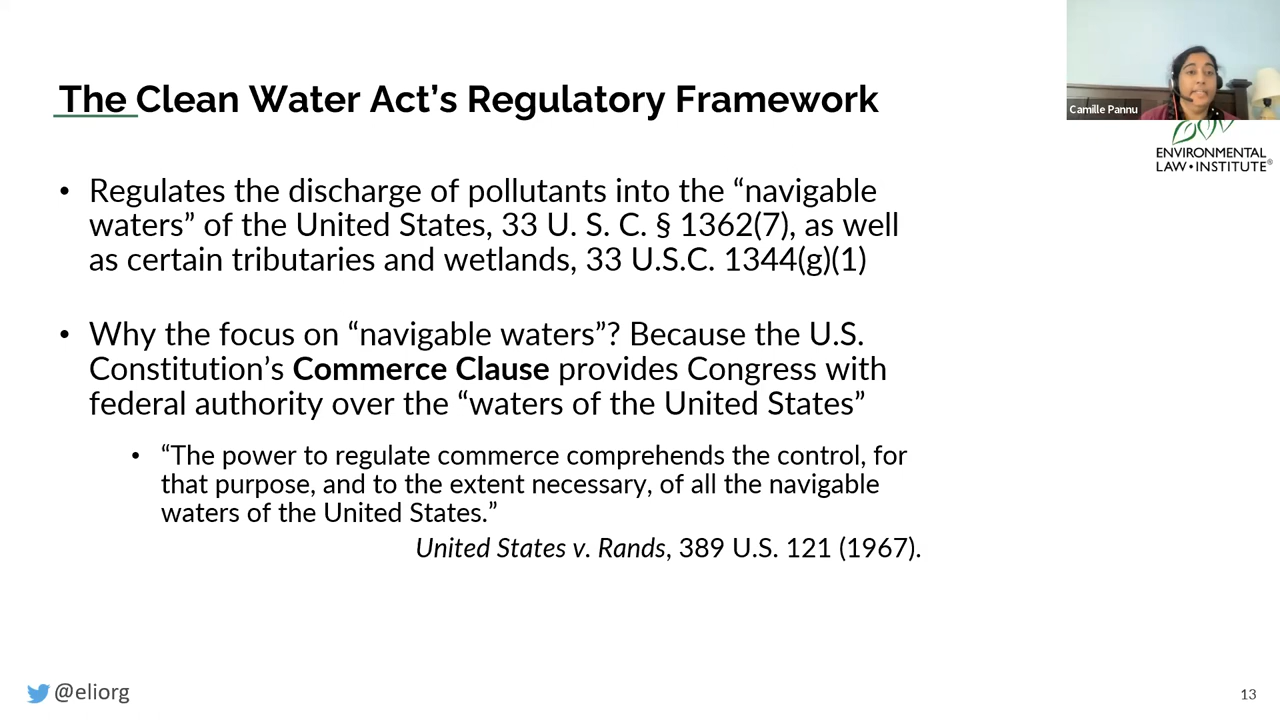 The Clean Water Act’s Regulatory Framework
Camille Pannu
ENVIRONMENTAL
LAW•INSTITUTE®
• Regulates the discharge of pollutants into the “navigable
waters” of the United States, 33 U. S. C. § 1362(7), as well
as certain tributaries and wetlands, 33 U.S.C. 1344(g)(1)
• Why the focus on “navigable waters”? Because the U.S.
Constitution’s Commerce Clause provides Congress with
federal authority over the “waters of the United States”
• “The power to regulate commerce comprehends the control, for
that purpose, and to the extent necessary, of all the navigable
waters of the United States.”
United States v. Rands, 389 U.S. 121 (1967).
@eliorg
13